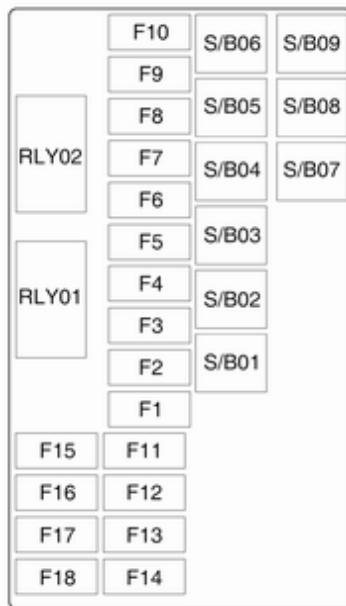 F10 S/B06 S/B09
F9
F8 S/B05 S/B08
RLY02 F7 S/B04 S/B07
F6
F5 S/B03
RLY01 F4
F3 S/B02
F2 S/B01
F1
F15 F11
F16 F12
F17 F13
F18 F14